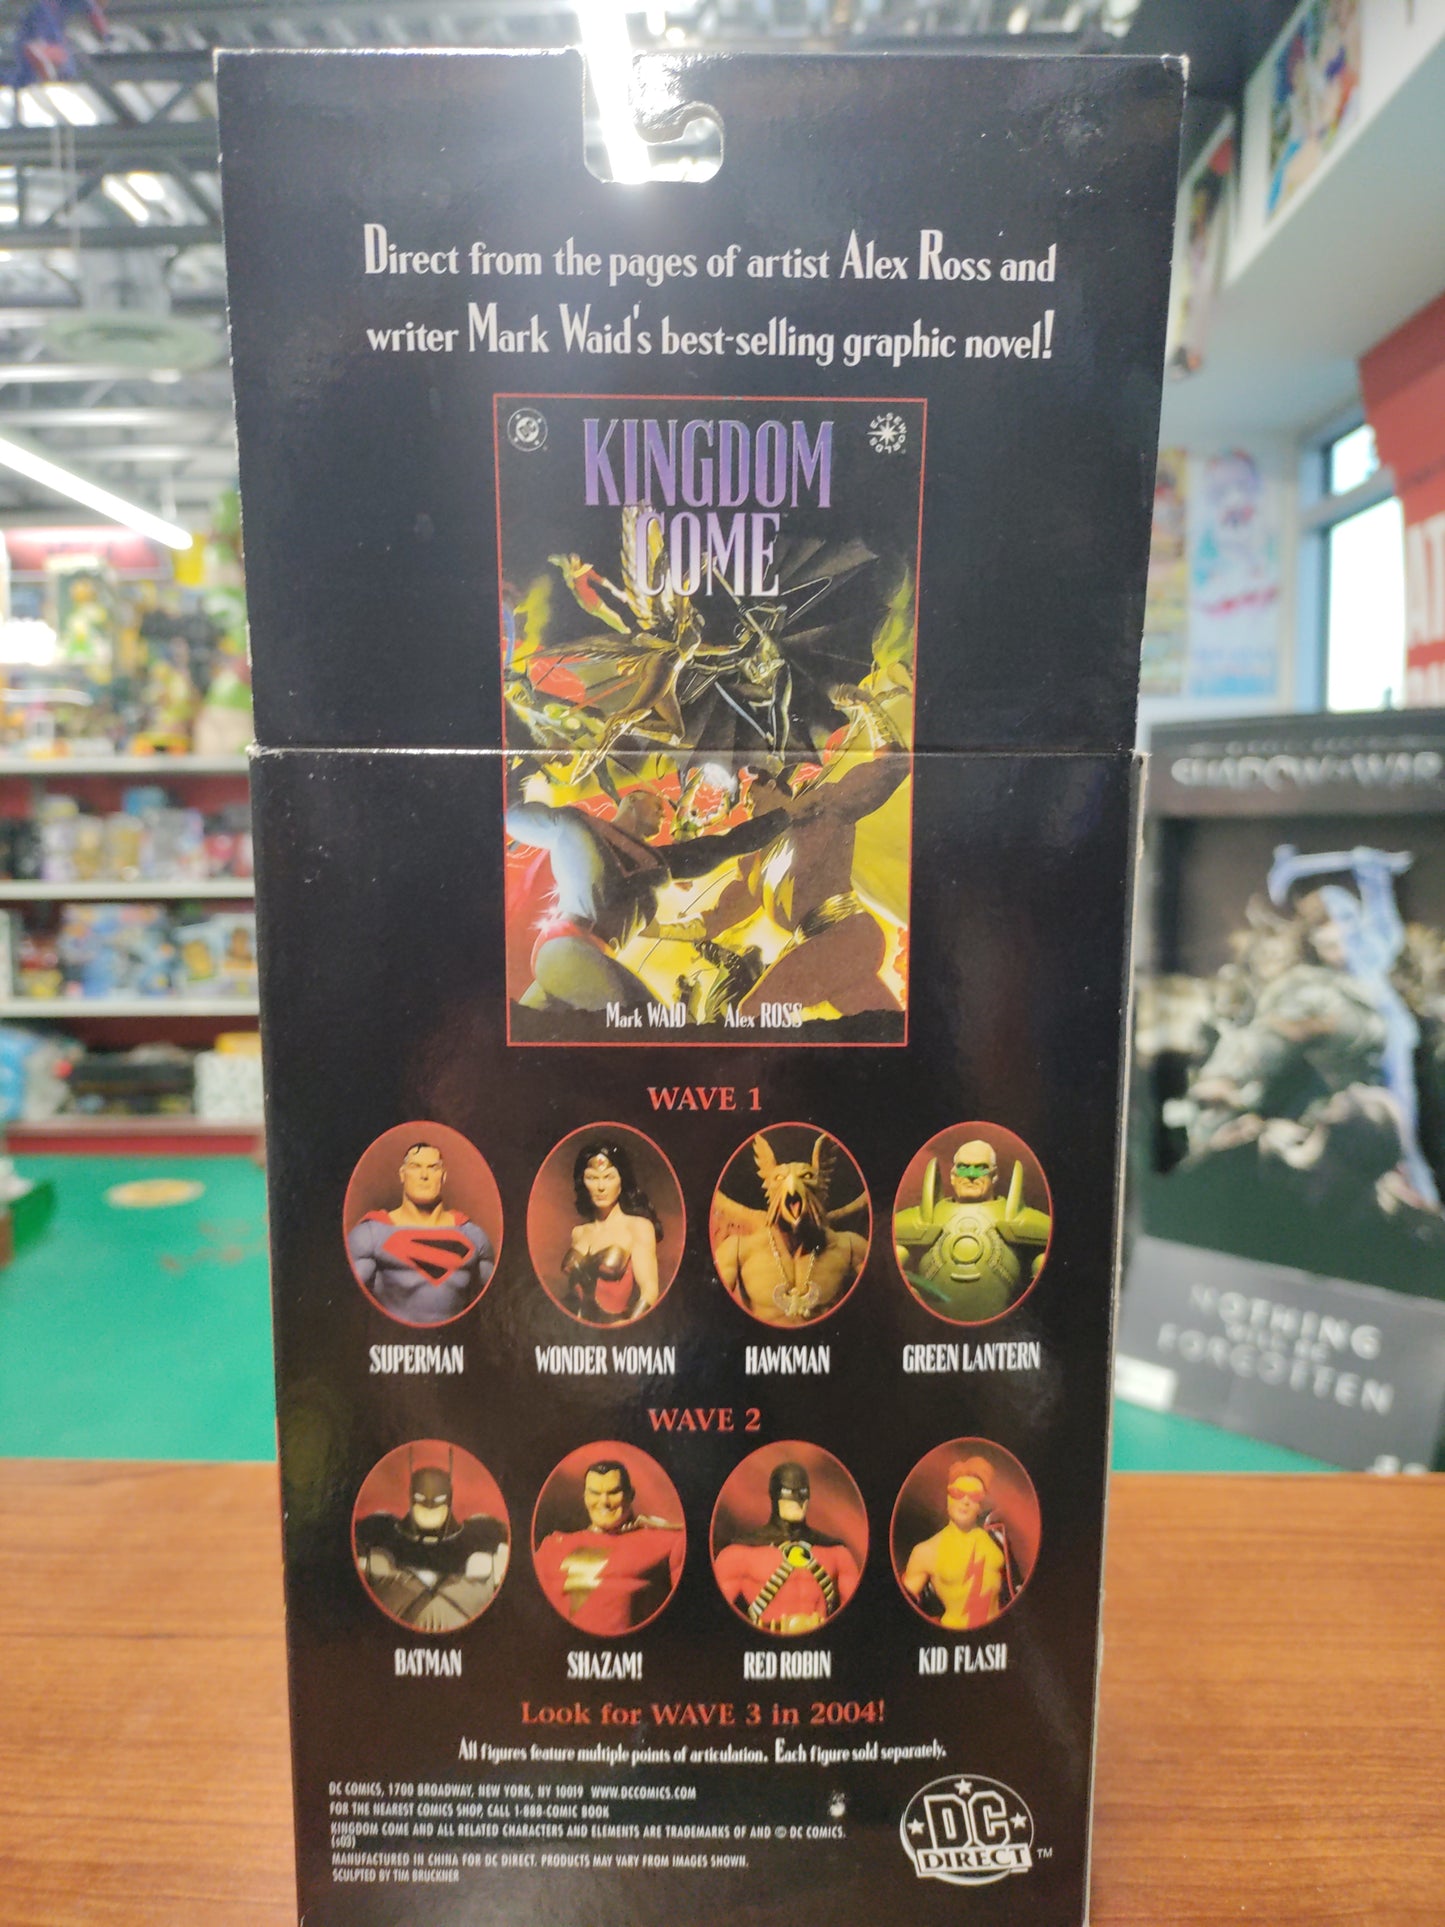 Direct from the pages of artist Alex Ross and
writer Mark Waid's best-selling graphic novel!
DC
ELSEWORLDS
KINGDOM
COME
Mark WAID Alex ROSS
WAVE 1
SUPERMAN WONDER WOMAN HAWKMAN GREEN LANTERN
WAVE 2
BATMAN SHAZAM! RED ROBIN KID FLASH
Look for WAVE 3 in 2004!
All figures feature multiple points of articulation. Each figure sold separately.
DC COMICS, 1700 BROADWAY, NEW YORK, NY 10019 WWW.DCCOMICS.COM
FOR THE NEAREST COMICS SHOP, CALL 1-888-COMIC BOOK
KINGDOM COME AND ALL RELATED CHARACTERS AND ELEMENTS ARE TRADEMARKS OF AND © DC COMICS.
(s03)
MANUFACTURED IN CHINA FOR DC DIRECT. PRODUCTS MAY VARY FROM IMAGES SHOWN.
SCULPTED BY TIM BRUCKNER
DC
DIRECT™
SHADOW OF WAR
NOTHING
WILL BE
FORGOTTEN